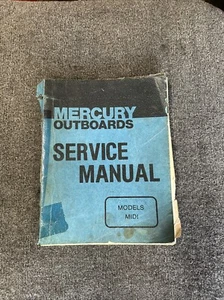 MERCURY
OUTBOARDS
SERVICE
MANUAL
MODELS
MIDI